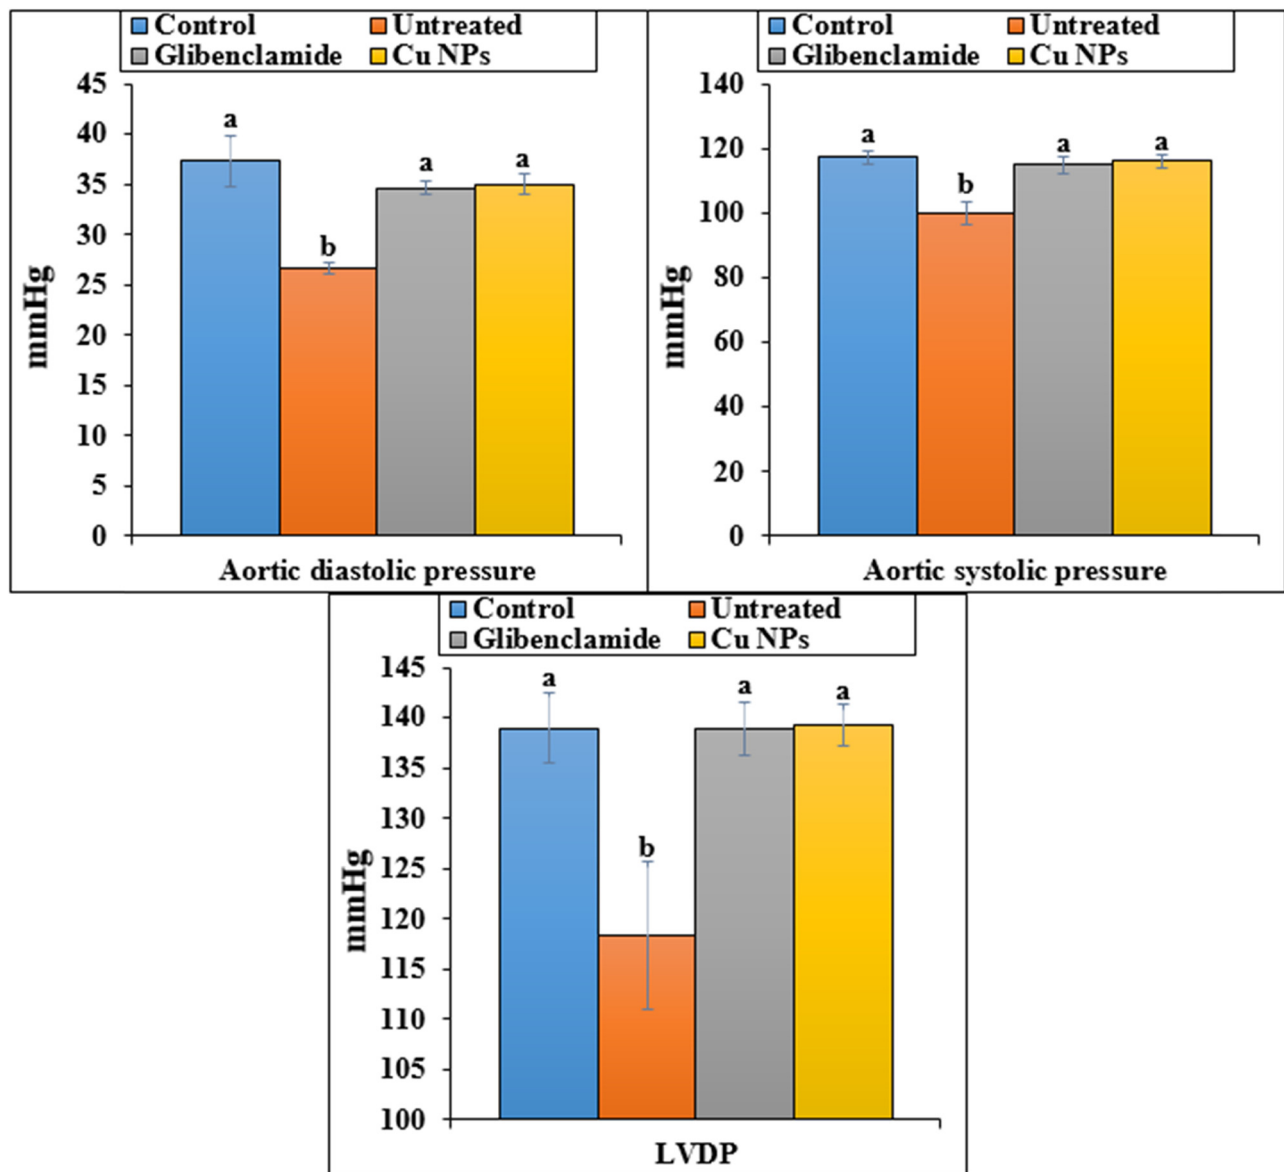 Control Untreated
Glibenclamide Cu NPs
45
40
35
30
25
20
15
10
5
0
mmHg
a
b
a
a
Aortic diastolic pressure
Control Untreated
Glibenclamide Cu NPs
140
120
100
80
60
40
20
0
mmHg
a
b
a
a
Aortic systolic pressure
Control Untreated
Glibenclamide Cu NPs
145
140
135
130
125
120
115
110
105
100
mmHg
a
b
a
a
LVDP